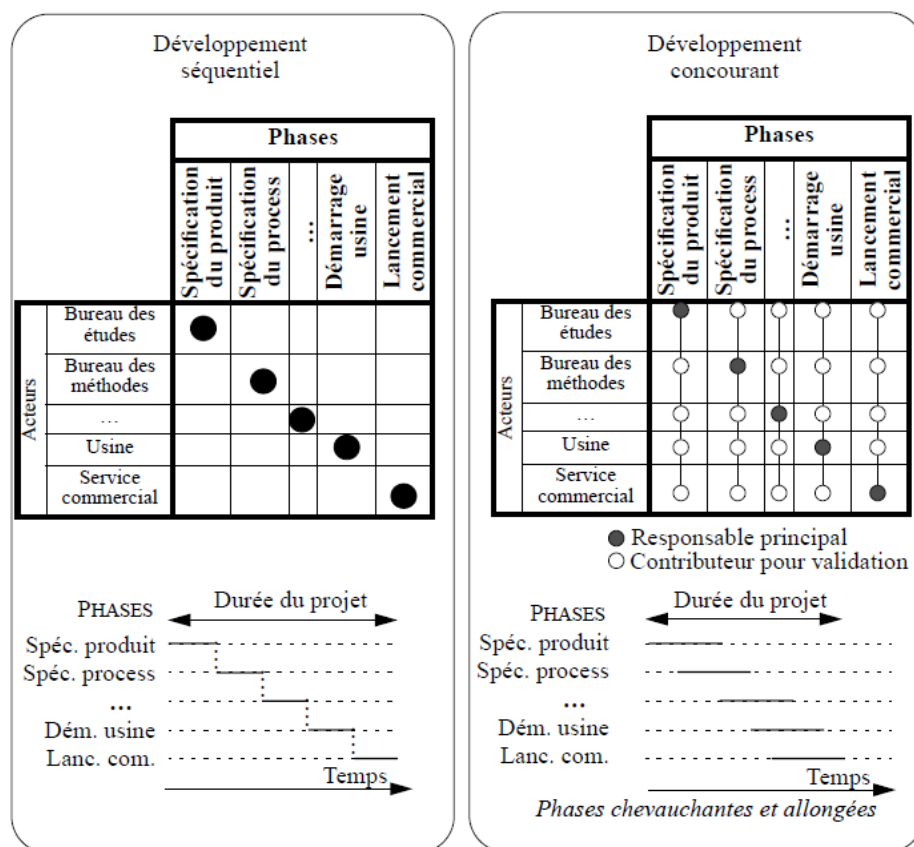 Développement
séquentiel
Phases
Spécification
du produit
Spécification
du process
...
Démarrage
usine
Lancement
commercial
Acteurs
Bureau des
études
Bureau des
méthodes
...
Usine
Service
commercial
PHASES
Durée du projet
Spéc. produit
Spéc. process
...
Dém. usine
Lanc. com.
Temps
Développement
concourant
Phases
Spécification
du produit
Spécification
du process
...
Démarrage
usine
Lancement
commercial
Acteurs
Bureau des
études
Bureau des
méthodes
...
Usine
Service
commercial
Responsable principal
Contributeur pour validation
PHASES
Durée du projet
Spéc. produit
Spéc. process
...
Dém. usine
Lanc. com.
Temps
Phases chevauchantes et allongées